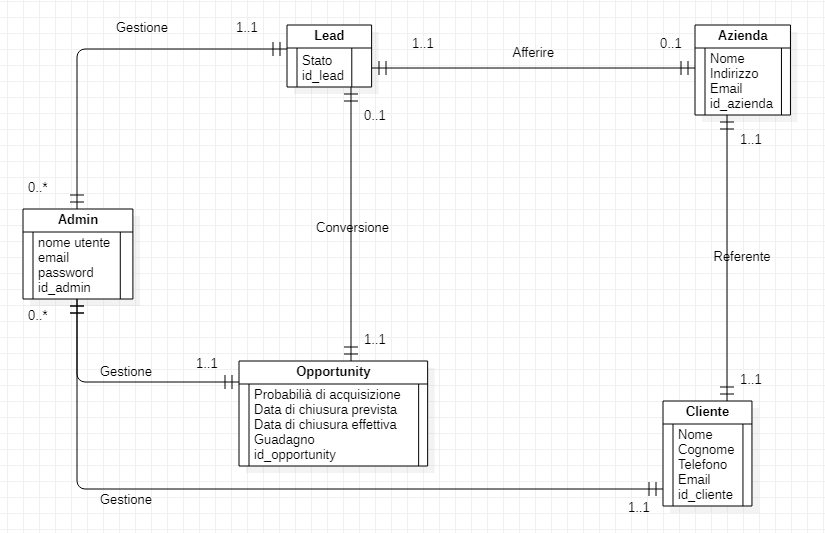 Gestione
1..1
Lead
Stato
id_lead
1..1
Afferire
0..1
Azienda
Nome
Indirizzo
Email
id_azienda
0..1
1..1
0..*
Admin
nome utente
email
password
id_admin
0..*
Conversione
Referente
1..1
Gestione
1..1
Opportunity
Probabilià di acquisizione
Data di chiusura prevista
Data di chiusura effettiva
Guadagno
id_opportunity
1..1
Cliente
Nome
Cognome
Telefono
Email
id_cliente
Gestione
1..1